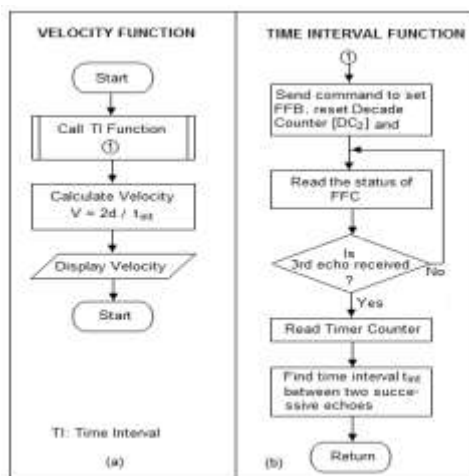 VELOCITY FUNCTION
Start
Call TI Function
①
Calculate Velocity
V = 2d / tint
Display Velocity
Start
TI: Time Interval
(a)
TIME INTERVAL FUNCTION
①
Send command to set
FFB, reset Decade
Counter [DC2] and
Read the status of
FFC
Is
3rd echo received
?
No
Yes
Read Timer Counter
Find time interval tint
between two succe-
ssive echoes
Return
(b)